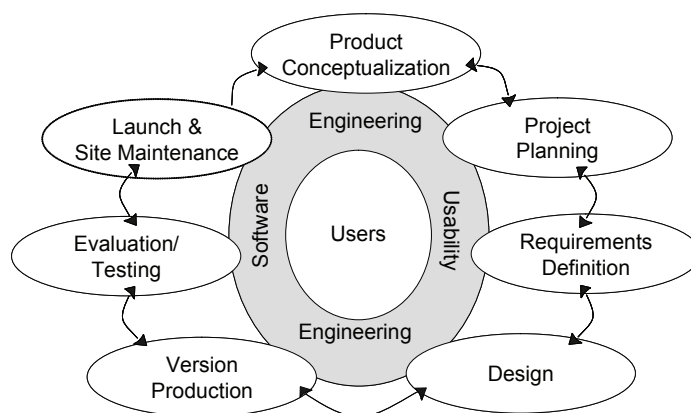 Product
Conceptualization
Engineering
Launch &
Site Maintenance
Project
Planning
Software
Usability
Users
Evaluation/
Testing
Requirements
Definition
Engineering
Version
Production
Design